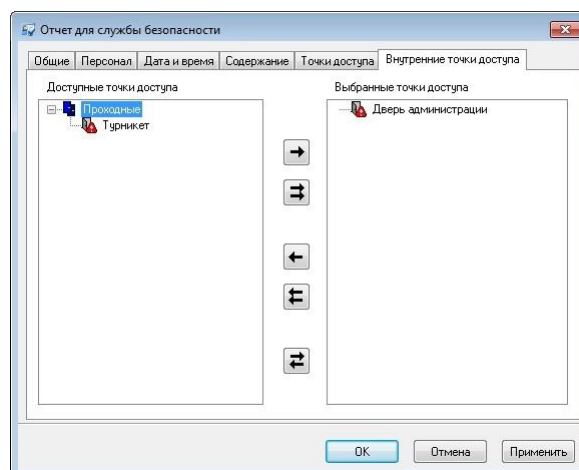 Отчет для службы безопасности
Общие Персонал Дата и время Содержание Точки доступа Внутренние точки доступа
Доступные точки доступа Выбранные точки доступа
Проходные Дверь администрации
Турникет
OK Отмена Применить